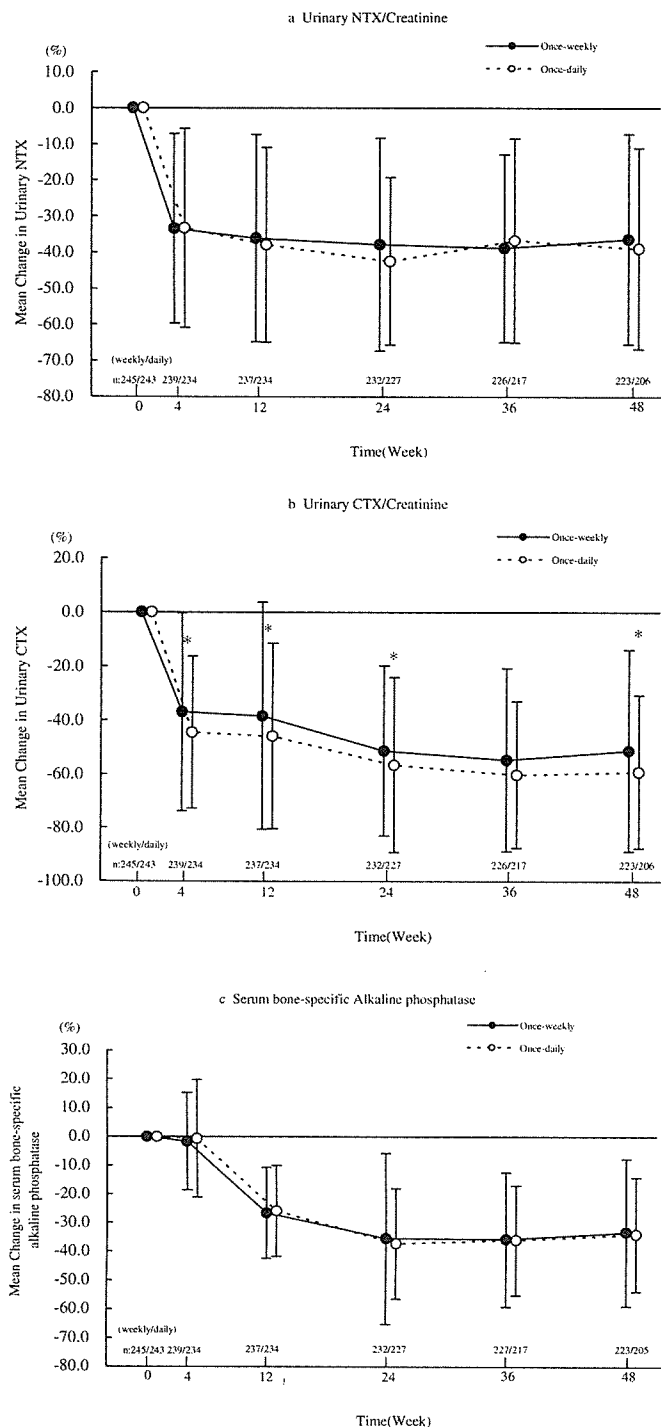 a Urinary NTX/Creinine
(%)
Once-weekly
Once-daily
10.0
0.0
-10.0
-20.0
-30.0
-40.0
-50.0
-60.0
-70.0
-80.0
Mean Change in Urinary NTX
(weekly/daily)
n:245/243 239/234 237/234 232/227 226/217 223/206
0 4 12 24 36 48
Time(Week)
b Urinary CTX/Creatinine
(%)
Once-weekly
Once-daily
20.0
0.0
-20.0
-40.0
-60.0
-80.0
-100.0
Mean Change in Urinary CTX
* * * *
(weekly/daily)
n:245/243 239/234 237/234 232/227 226/217 223/206
0 4 12 24 36 48
Time(Week)
c Serum bone-specific Alkaline phosphatase
(%)
Once-weekly
Once-daily
30.0
20.0
10.0
0.0
-10.0
-20.0
-30.0
-40.0
-50.0
-60.0
-70.0
-80.0
Mean Change in serum bone-specific
alkaline phosphatase
(weekly/daily)
n:245/243 239/234 237/234 232/227 227/217 223/205
0 4 12 24 36 48
Time(Week)